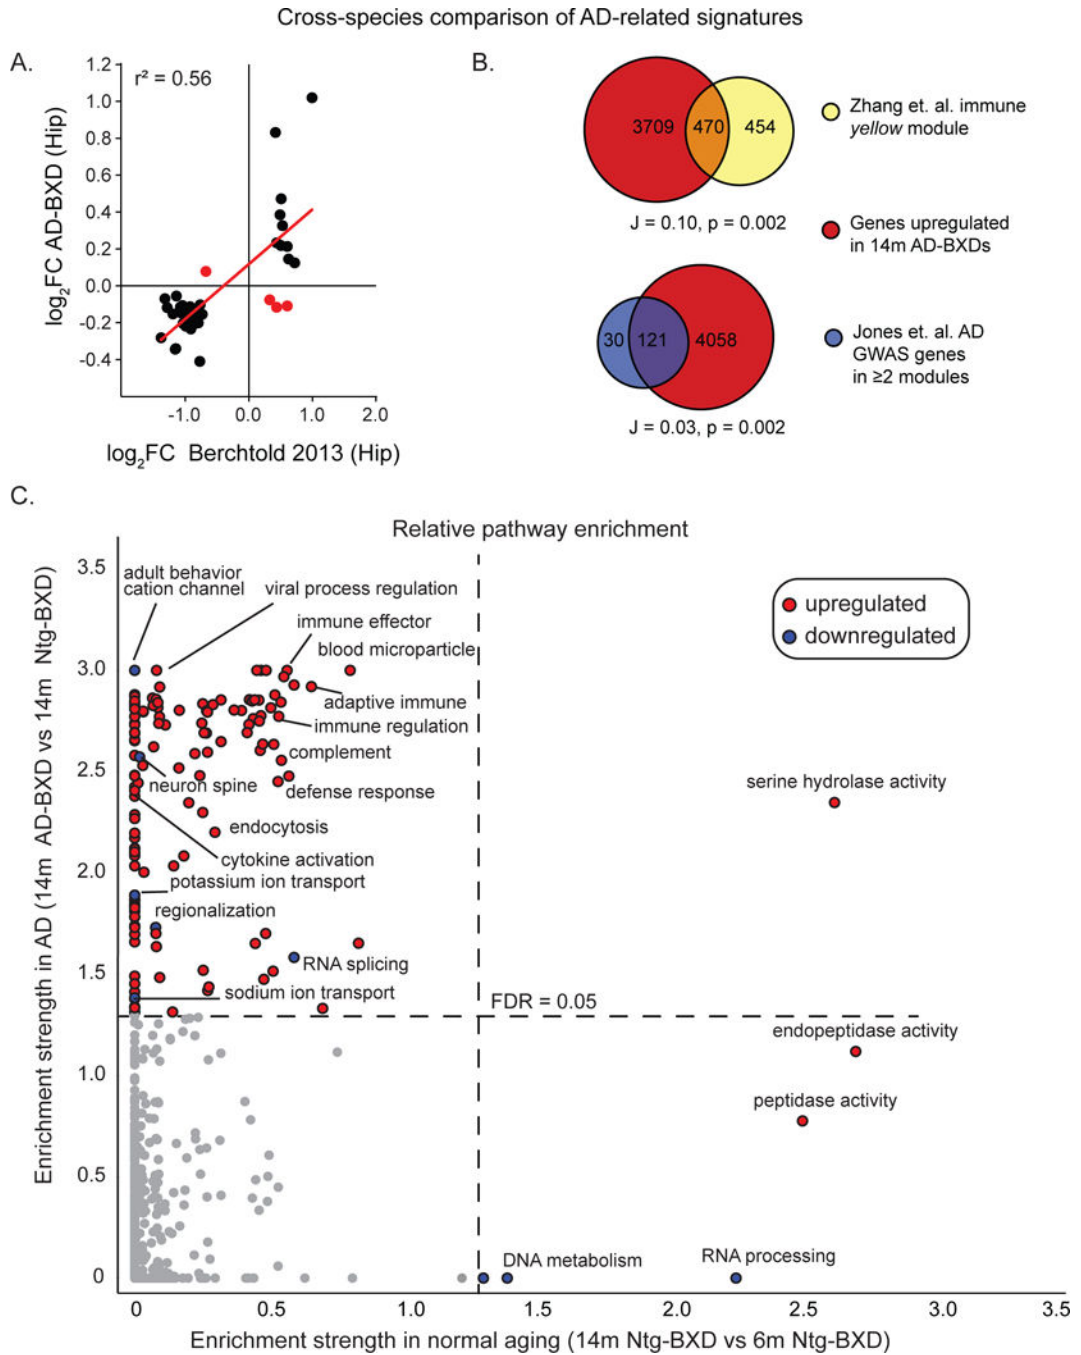 Cross-species comparison of AD-related signatures
A.
r² = 0.56
1.2
1.0
0.8
0.6
0.4
0.2
0.0
-0.2
-0.4
-1.0
0.0
1.0
2.0
log₂FC AD-BXD (Hip)
log₂FC Berchtold 2013 (Hip)
B.
3709
470
454
J = 0.10, p = 0.002
30
121
4058
J = 0.03, p = 0.002
Zhang et. al. immune
yellow module
Genes upregulated
in 14m AD-BXDs
Jones et. al. AD
GWAS genes
in ≥2 modules
C.
Relative pathway enrichment
Enrichment strength in AD (14m AD-BXD vs 14m Ntg-BXD)
3.5
3.0
2.5
2.0
1.5
1.0
0.5
0
adult behavior
cation channel
viral process regulation
immune effector
blood microparticle
adaptive immune
immune regulation
complement
neuron spine
defense response
endocytosis
cytokine activation
potassium ion transport
regionalization
RNA splicing
sodium ion transport
upregulated
downregulated
serine hydrolase activity
FDR = 0.05
endopeptidase activity
peptidase activity
DNA metabolism
RNA processing
0
0.5
1.0
1.5
2.0
2.5
3.0
3.5
Enrichment strength in normal aging (14m Ntg-BXD vs 6m Ntg-BXD)